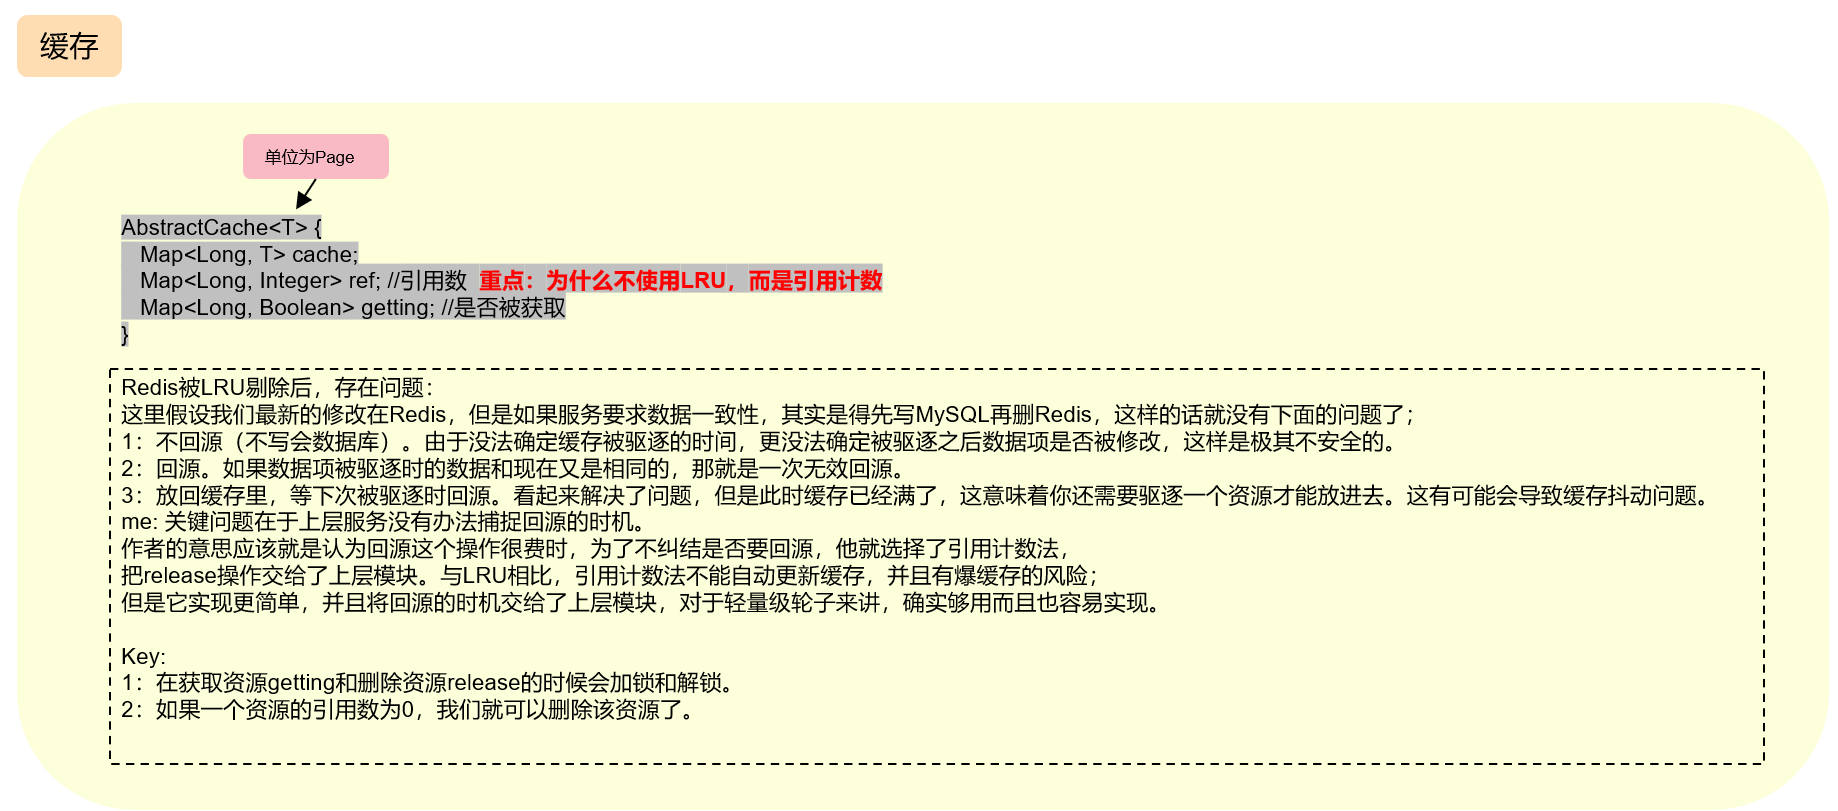 缓存
单位为Page
AbstractCache<T> {
Map<Long, T> cache;
Map<Long, Integer> ref; //引用数 重点：为什么不使用LRU，而是引用计数
Map<Long, Boolean> getting; //是否被获取
}
Redis被LRU剔除后，存在问题：
这里假设我们最新的修改在Redis，但是如果服务要求数据一致性，其实是得先写MySQL再删Redis，这样的话就没有下面的问题了；
1：不回源（不写会数据库）。由于没法确定缓存被驱逐的时间，更没法确定被驱逐之后数据项是否被修改，这样是极其不安全的。
2：回源。如果数据项被驱逐时的数据和现在又是相同的，那就是一次无效回源。
3：放回缓存里，等下次被驱逐时回源。看起来解决了问题，但是此时缓存已经满了，这意味着你还需要驱逐一个资源才能放进去。这有可能会导致缓存抖动问题。
me: 关键问题在于上层服务没有办法捕捉回源的时机。
作者的意思应该就是认为回源这个操作很费时，为了不纠结是否要回源，他就选择了引用计数法，
把release操作交给了上层模块。与LRU相比，引用计数法不能自动更新缓存，并且有爆缓存的风险；
但是它实现更简单，并且将回源的时机交给了上层模块，对于轻量级轮子来讲，确实够用而且也容易实现。
Key:
1：在获取资源getting和删除资源release的时候会加锁和解锁。
2：如果一个资源的引用数为0，我们就可以删除该资源了。